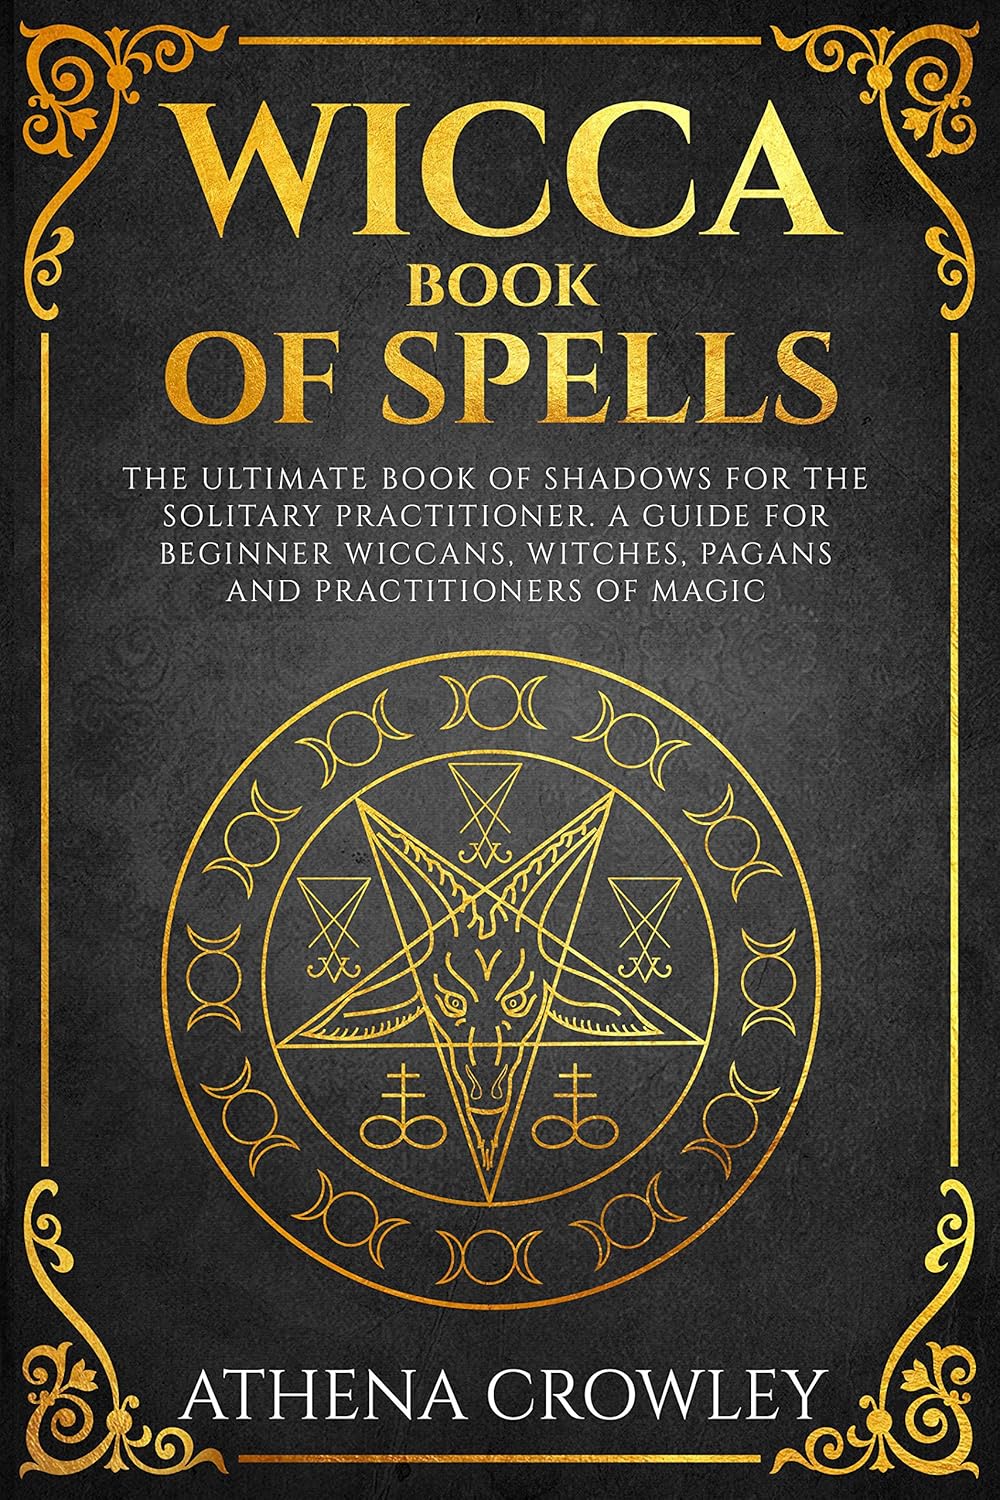 WICCA
BOOK
OF SPELLS
THE ULTIMATE BOOK OF SHADOWS FOR THE
SOLITARY PRACTITIONER. A GUIDE FOR
BEGINNER WICCANS, WITCHES, PAGANS
AND PRACTITIONERS OF MAGIC
ATHENA CROWLEY